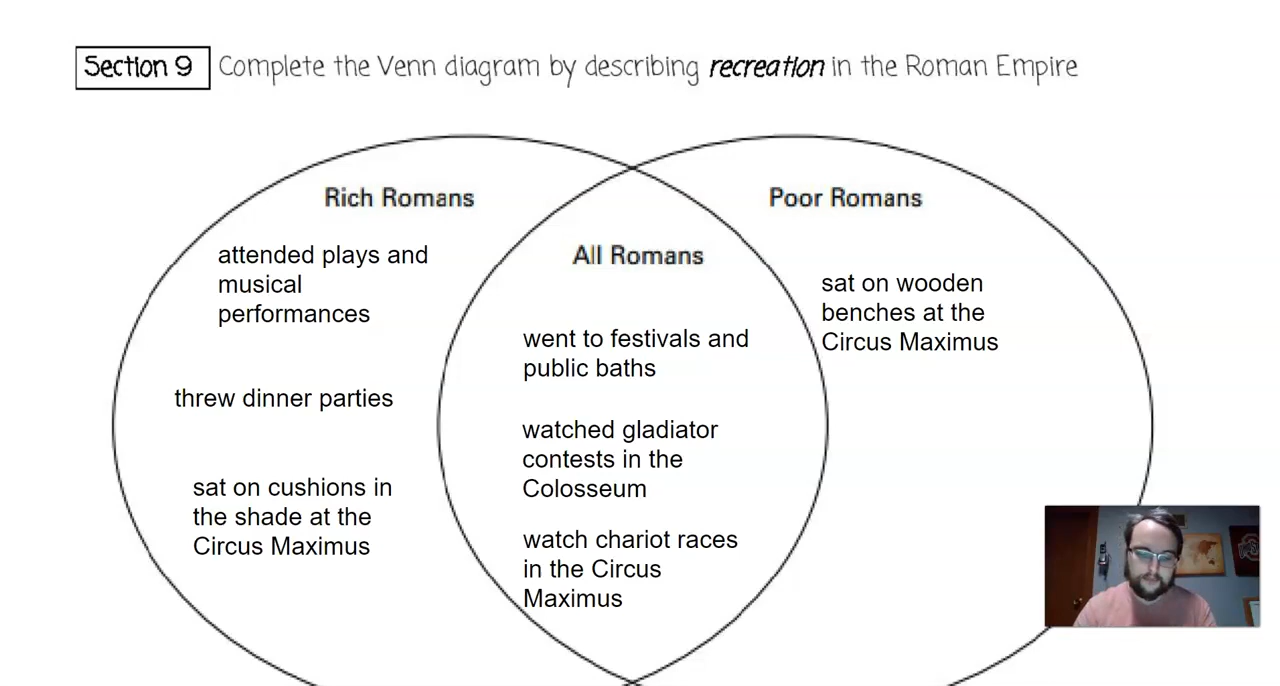 Section 9 Complete the Venn diagram by describing recreation in the Roman Empire
Rich Romans
attended plays and
musical
performances
threw dinner parties
sat on cushions in
the shade at the
Circus Maximus
All Romans
went to festivals and
public baths
watched gladiator
contests in the
Colosseum
watch chariot races
in the Circus
Maximus
Poor Romans
sat on wooden
benches at the
Circus Maximus